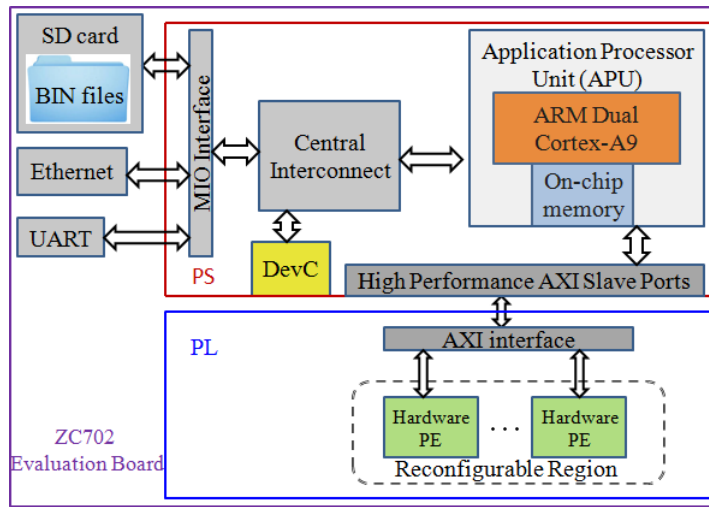 SD card
BIN files
Ethernet
UART
MIO Interface
Central
Interconnect
DevC
PS
Application Processor
Unit (APU)
ARM Dual
Cortex-A9
On-chip
memory
High Performance AXI Slave Ports
PL
AXI interface
Hardware
PE
...
Hardware
PE
Reconfigurable Region
ZC702
Evaluation Board